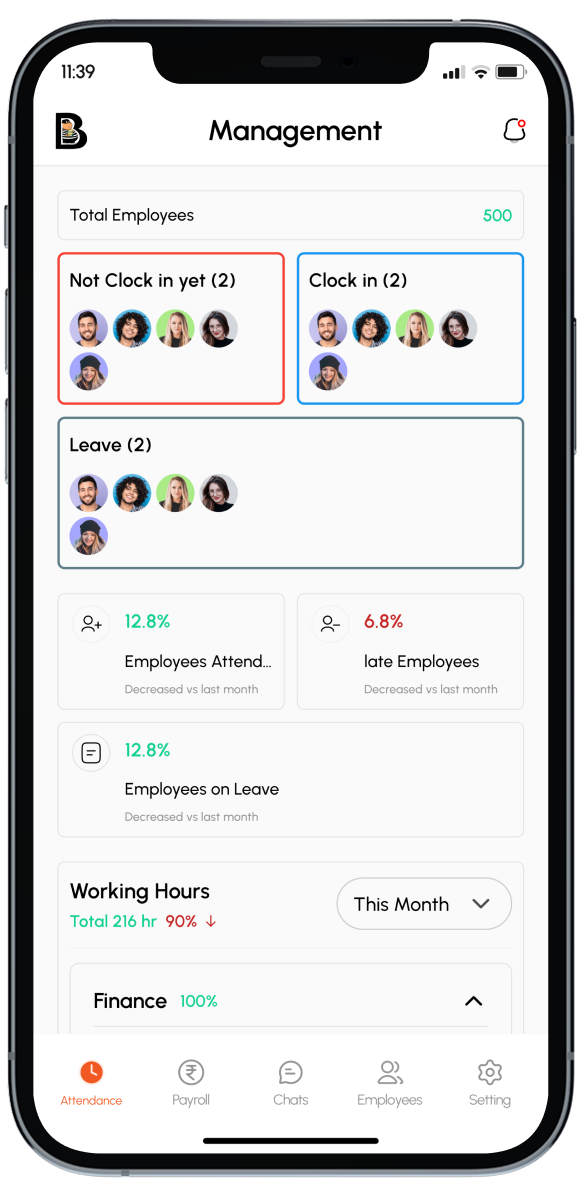 11:39
B
Management
Total Employees 500
Not Clock in yet (2)
Clock in (2)
Leave (2)
12.8%
Employees Attend...
Decreased vs last month
6.8%
late Employees
Decreased vs last month
12.8%
Employees on Leave
Decreased vs last month
Working Hours
Total 216 hr 90% ↓
This Month
Finance 100%
Attendance
Payroll
Chats
Employees
Setting